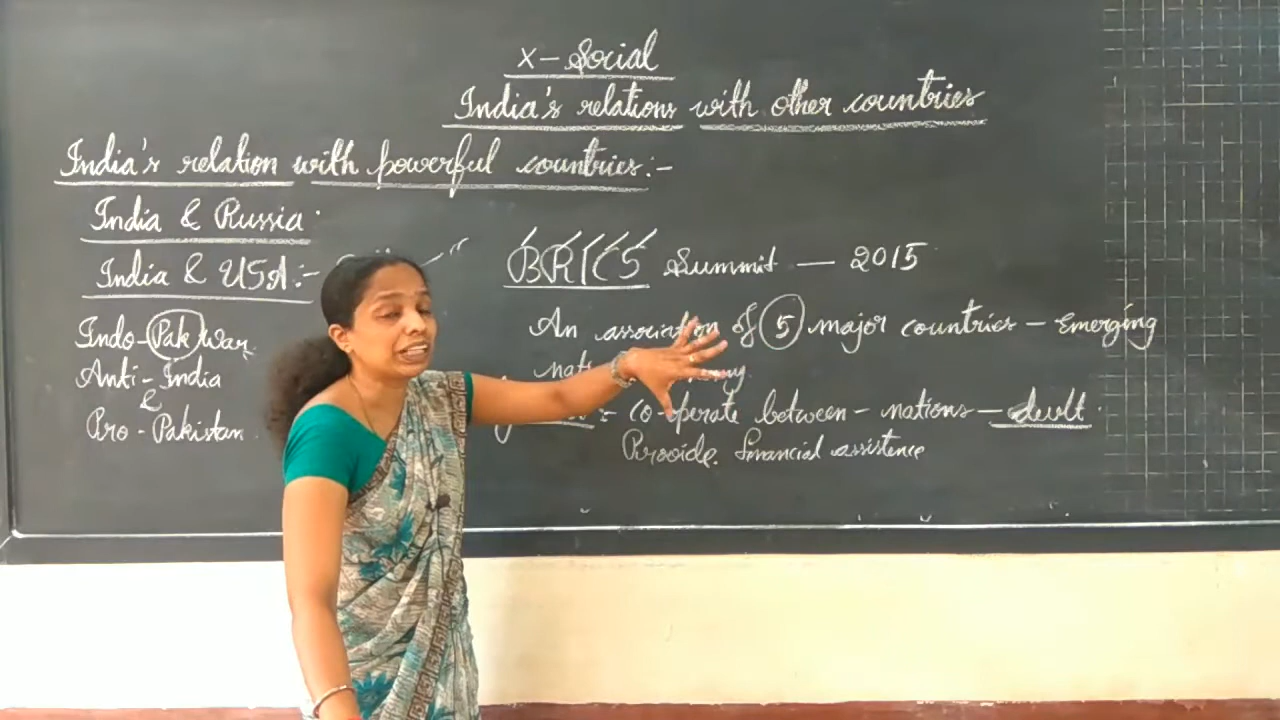 X - Social
India's relations with other countries
India's relation with powerful countries:-
India & Russia.
India & USA:-
Indo-Pak War
Anti-India
&
Pro-Pakistan.
BRICS Summit — 2015
An association of 5 major countries - Emerging
= Co-operate between - nations - devlt.
Provide financial assistence